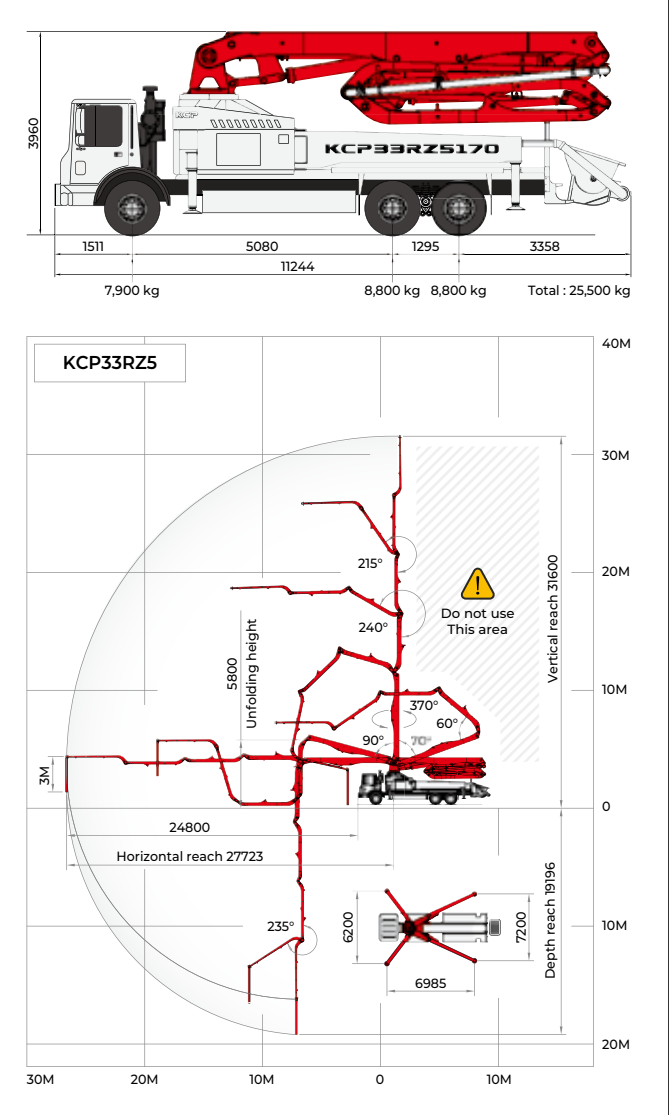 3960
KCP
KCP33RZ5170
1511
5080
1295
3358
11244
7,900 kg
8,800 kg
8,800 kg
Total : 25,500 kg
KCP33RZ5
40M
30M
215°
20M
Do not use
This area
240°
Vertical reach 31600
5800
Unfolding height
10M
370°
60°
90°
70°
3M
0
24800
Horizontal reach 27723
235°
6200
7200
6985
Depth reach 19196
10M
20M
30M
20M
10M
0
10M